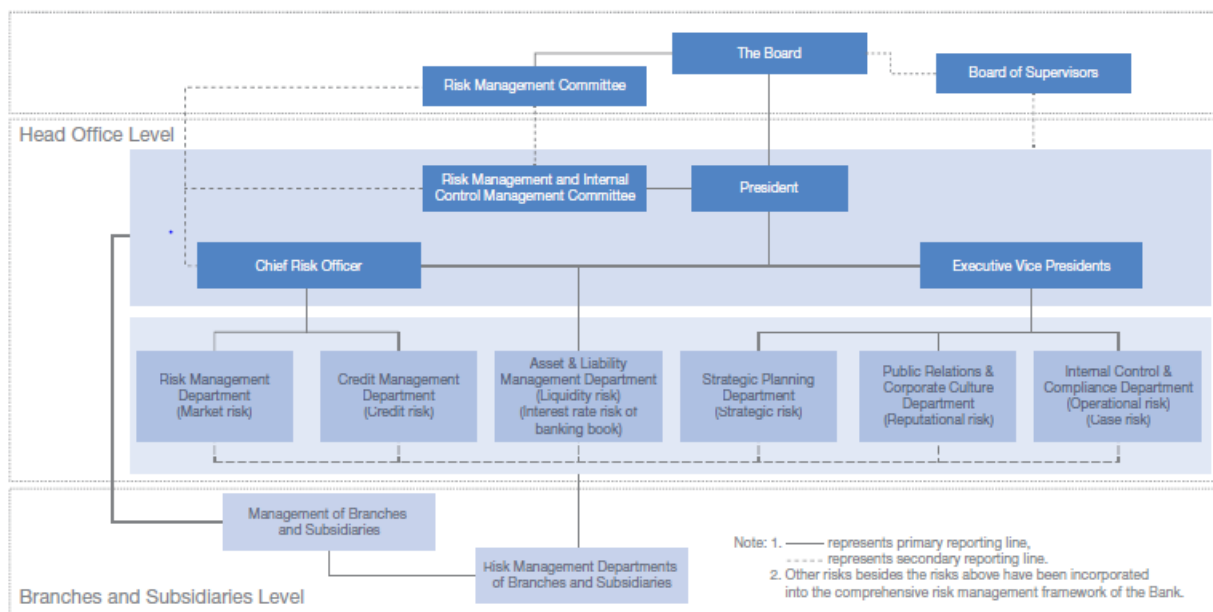 The Board
Board of Supervisors
Risk Management Committee
Head Office Level
Risk Management and Internal
Control Management Committee
President
Chief Risk Officer
Executive Vice Presidents
Risk Management
Department
(Market risk)
Credit Management
Department
(Credit risk)
Asset & Liability
Management Department
(Liquidity risk)
(Interest rate risk of
banking book)
Strategic Planning
Department
(Strategic risk)
Public Relations &
Corporate Culture
Department
(Reputational risk)
Internal Control &
Compliance Department
(Operational risk)
(Case risk)
Management of Branches
and Subsidiaries
Risk Management Departments
of Branches and Subsidiaries
Note: 1. represents primary reporting line,
represents secondary reporting line.
2. Other risks besides the risks above have been incorporated
into the comprehensive risk management framework of the Bank.
Branches and Subsidiaries Level